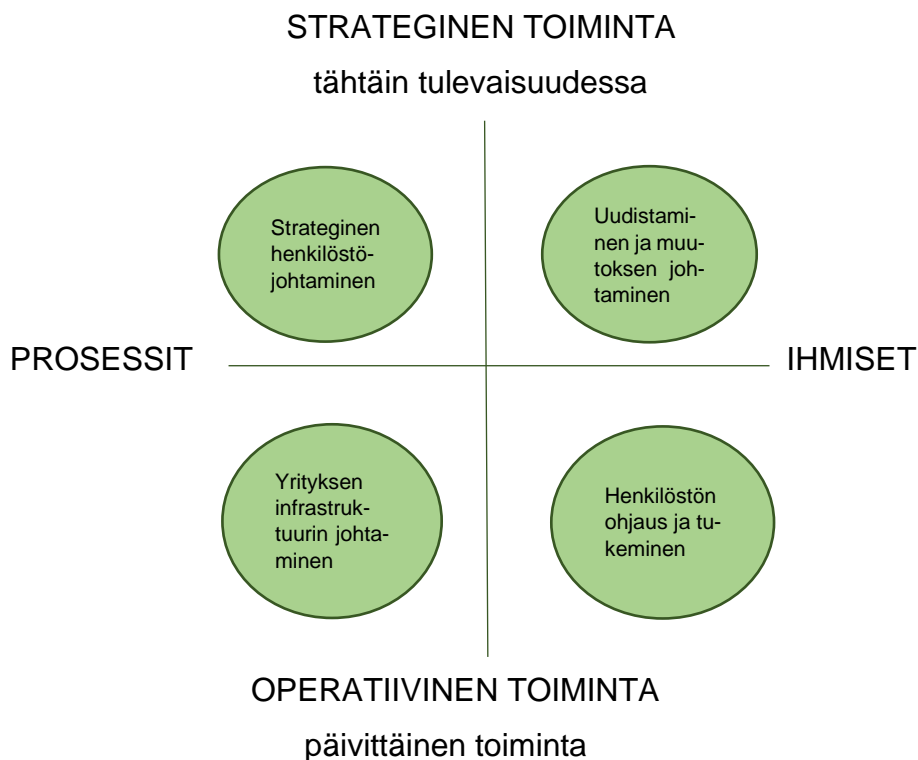 STRATEGINEN TOIMINTA
tähtäin tulevaisuudessa
Strateginen
henkilöstö-
johtaminen
Uudistami-
nen ja muu-
toksen joh-
taminen
PROSESSIT
IHMISET
Yrityksen
infrastruk-
tuurin johta-
minen
Henkilöstön
ohjaus ja tu-
keminen
OPERATIIVINEN TOIMINTA
päivittäinen toiminta